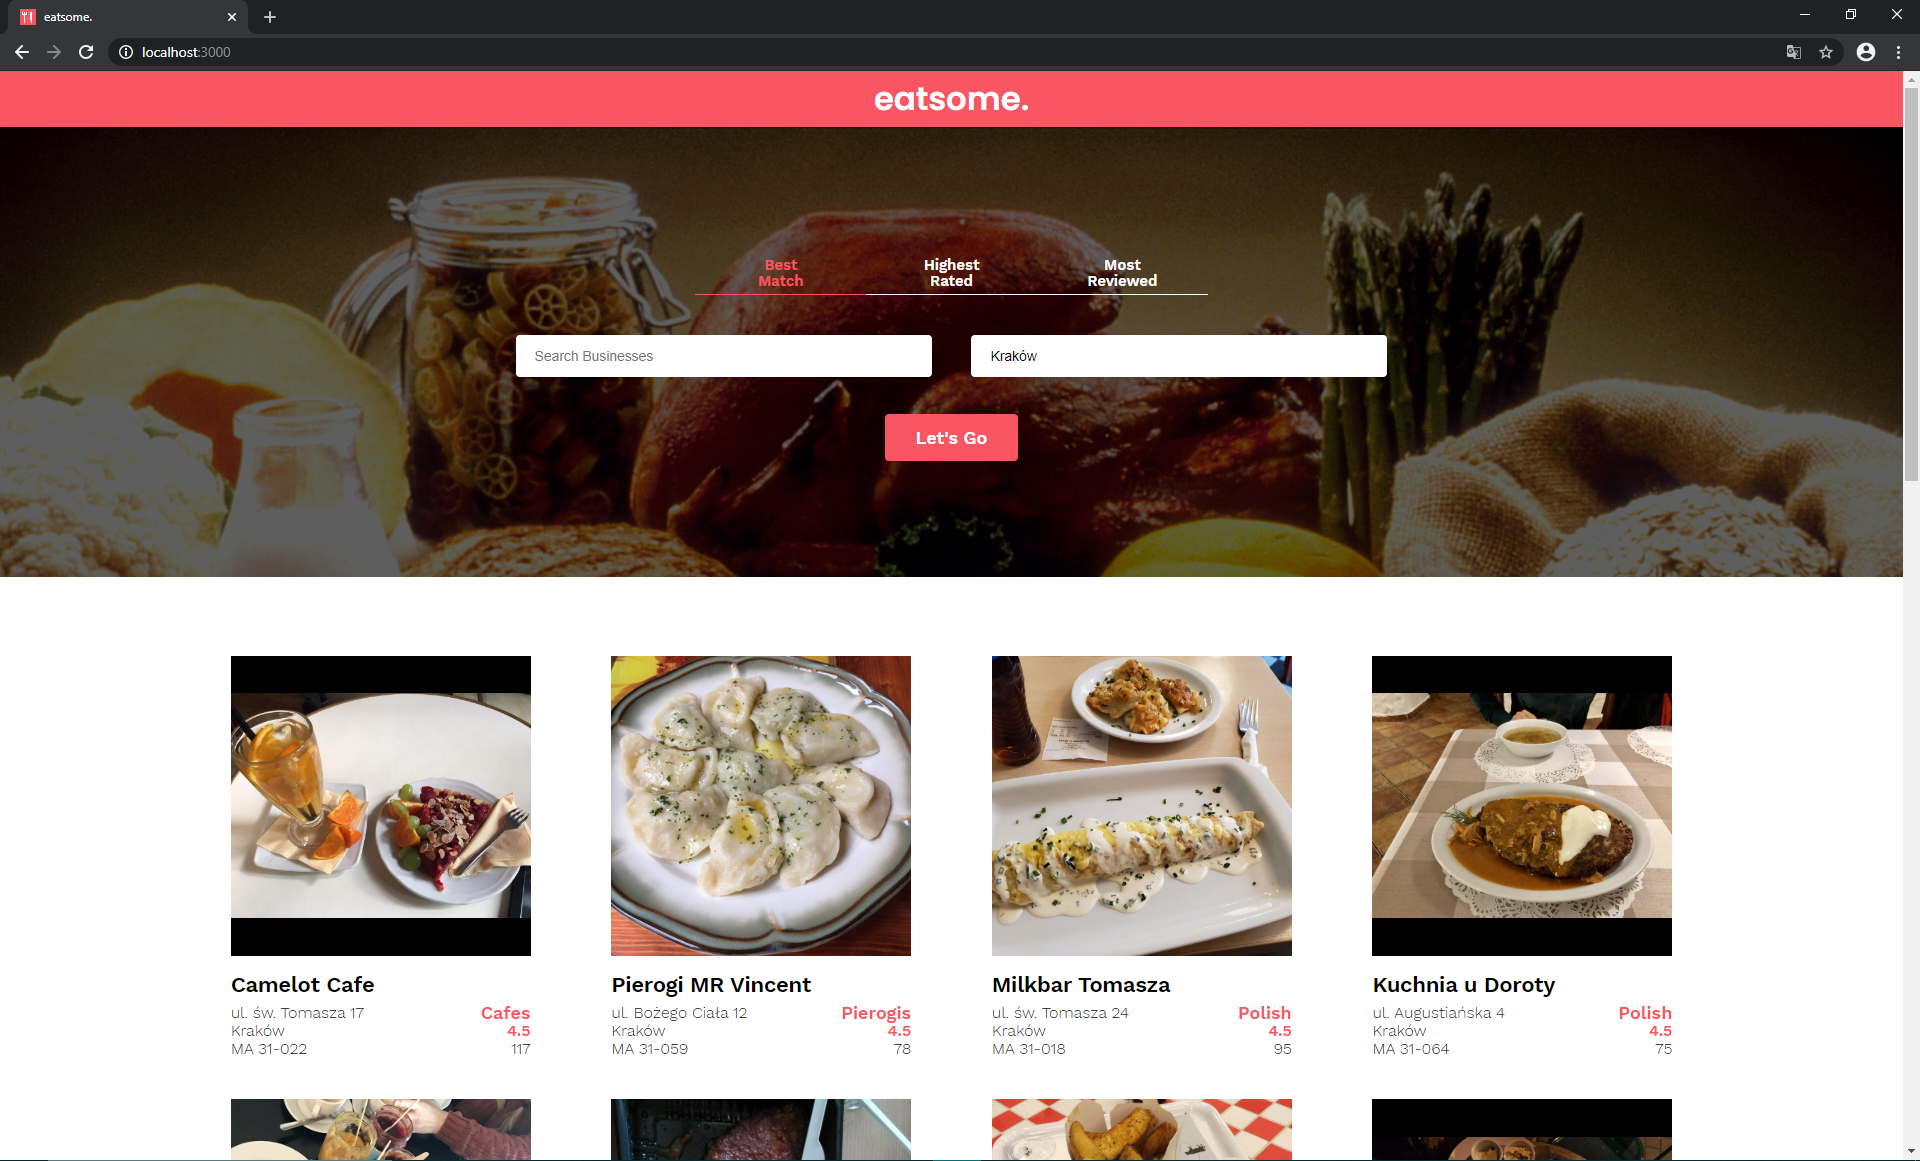 eatsome.
localhost:3000
eatsome.
Best
Match
Highest
Rated
Most
Reviewed
Search Businesses
Kraków
Let's Go
Camelot Cafe
ul. św. Tomasza 17
Cafes
Kraków
4.5
MA 31-022
117
Pierogi MR Vincent
ul. Bożego Ciała 12
Pierogis
Kraków
4.5
MA 31-059
78
Milkbar Tomasza
ul. św. Tomasza 24
Polish
Kraków
4.5
MA 31-018
95
Kuchnia u Doroty
ul. Augustiańska 4
Polish
Kraków
4.5
MA 31-064
75